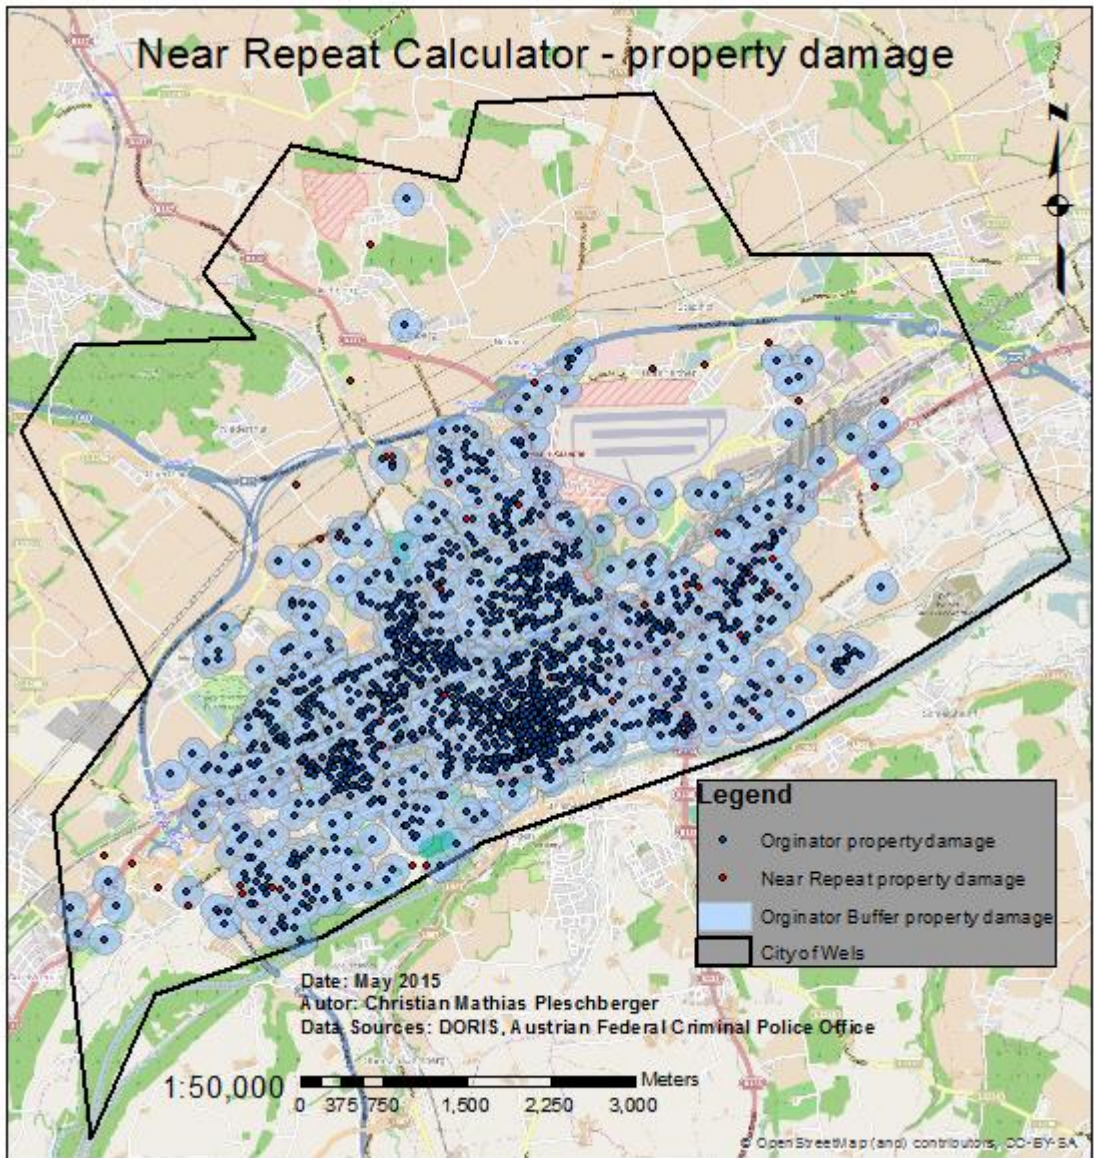 Near Repeat Calculator - property damage
N
Legend
Orginator property damage
Near Repeat property damage
Orginator Buffer property damage
City of Wels
Date: May 2015
Autor: Christian Mathias Pleschberger
Data Sources: DORIS, Austrian Federal Criminal Police Office
1:50,000
Meters
0 375 750 1,500 2,250 3,000
© OpenStreetMap (and) contributors, CC-BY-SA